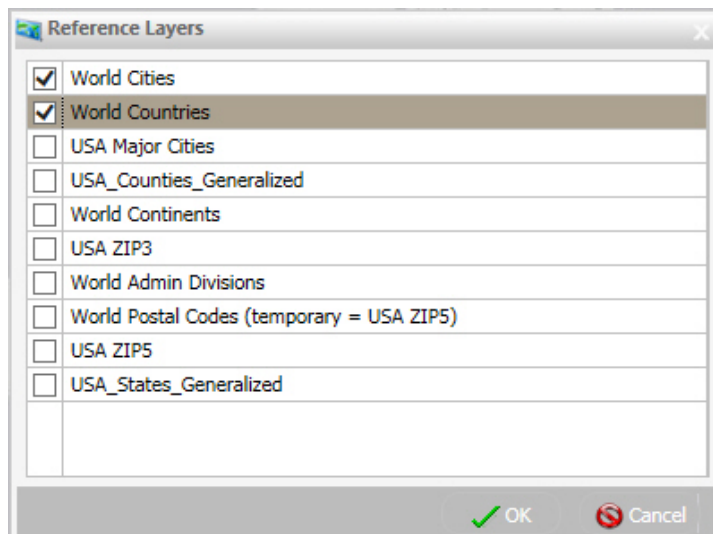 Reference Layers
World Cities
World Countries
USA Major Cities
USA_Counties_Generalized
World Continents
USA ZIP3
World Admin Divisions
World Postal Codes (temporary = USA ZIP5)
USA ZIP5
USA_States_Generalized
OK Cancel